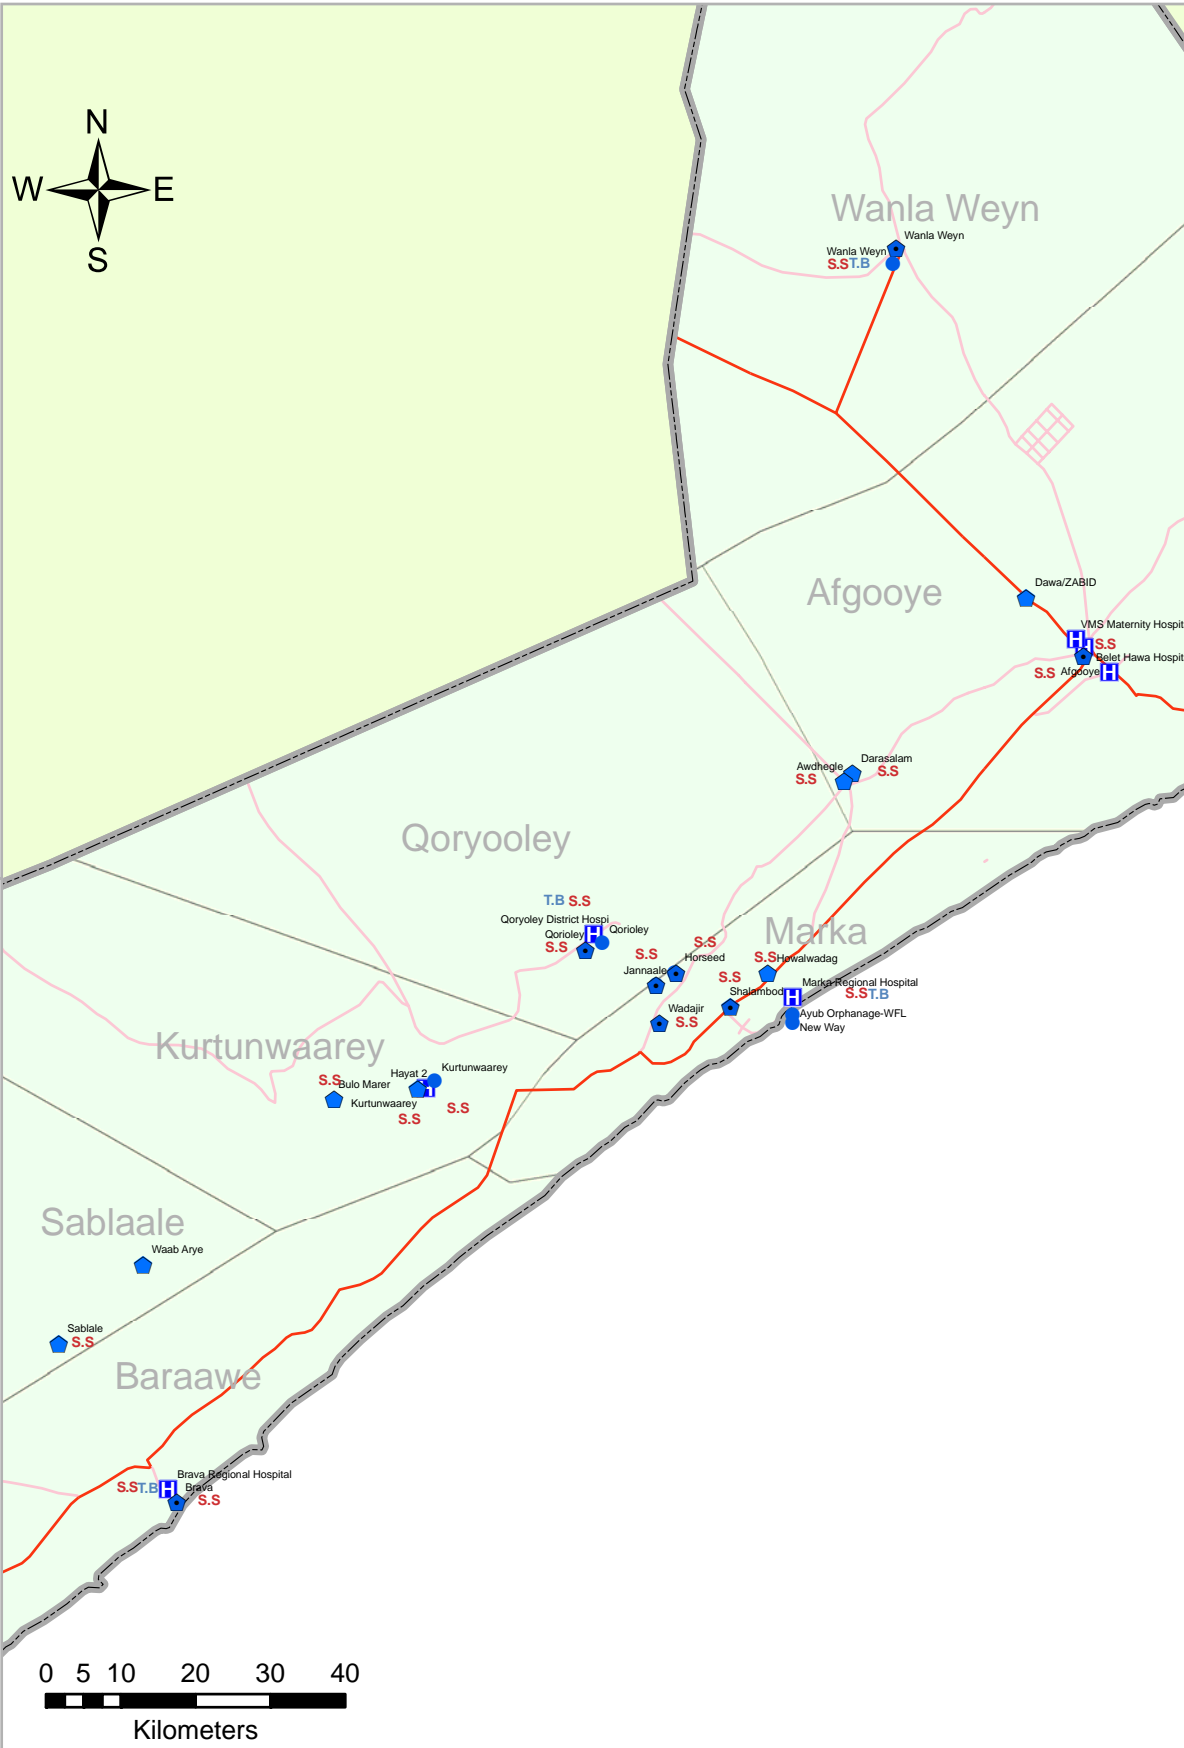 N
W E
S
Wanla Weyn
Wanla Weyn
Wanla Weyn
S.S T.B
Afgooye
Dawa/ZABID
VMS Maternity Hospit
H
S.S
Belet Hawa Hospit
S.S Afgooye H
Darasalam
Awdhegle
S.S S.S
Qoryooley
T.B S.S
Qoryoley District Hospi
H Qorioley
Qorioley
S.S
Marka
S.S
S.S
Horseed
S.S Howalwadag
Jannaale
S.S
Marka Regional Hospital
Shalambod H S.S T.B
Wadajir
S.S
Ayub Orphanage-WFL
New Way
Kurtunwaarey
Kurtunwaarey
Hayat 2
S.S
Bulo Marer H
Kurtunwaarey
S.S
S.S
Sablaale
Waab Arye
Sablale
S.S
Baraawe
Brava Regional Hospital
S.S T.B H Brava
S.S
0 5 10 20 30 40
Kilometers